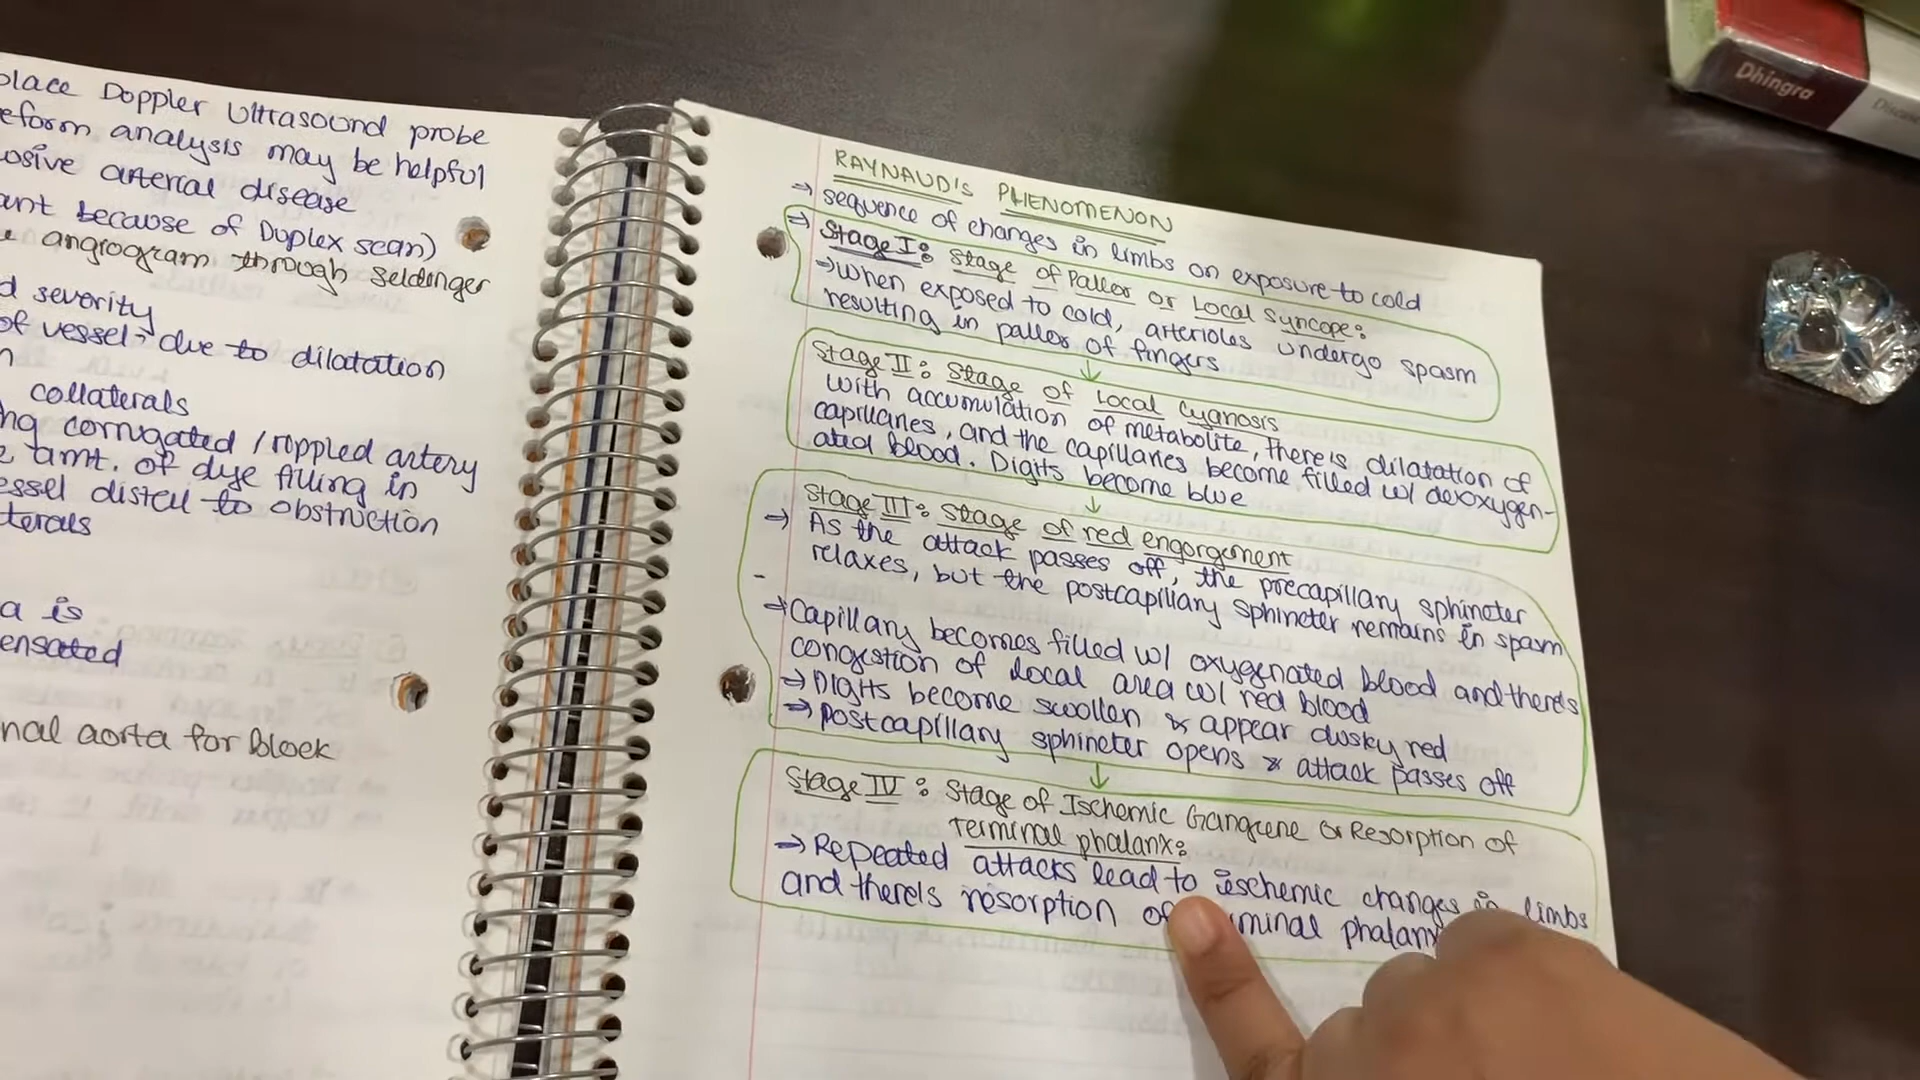 place Doppler Ultrasound probe
eform analysis may be helpful
losive arterial disease
ant because of Duplex scan)
angiogram through seldinger
d severity
of vessel → due to dilatation
n
collaterals
ng corrugated / rippled artery
e amt. of dye filling in
essel distal to obstruction
terals
a is
ensated
nal aorta for block
RAYNAUD'S PHENOMENON
→ sequence of changes in limbs on exposure to cold
→ Stage I: Stage of Pallor or Local Syncope:
→ When exposed to cold, arterioles undergo spasm
resulting in pallor of fingers
↓
Stage II: Stage of Local Cyanosis
With accumulation of metabolite, there's dilatation of
capillaries, and the capillaries become filled w/ deoxygen-
ated blood. Digits become blue
↓
Stage III: Stage of red engorgement
→ As the attack passes off, the precapillary sphincter
relaxes, but the postcapillary sphincter remains in spasm
→ Capillary becomes filled w/ oxygenated blood and there's
congestion of local area w/ red blood
→ Digits become swollen & appear dusky red
→ postcapillary sphincter opens & attack passes off
↓
Stage IV: Stage of Ischemic Gangrene or Resorption of
Terminal phalanx:
→ Repeated attacks lead to ischemic changes in limbs
and there's resorption of minal phalanx
Dhingra